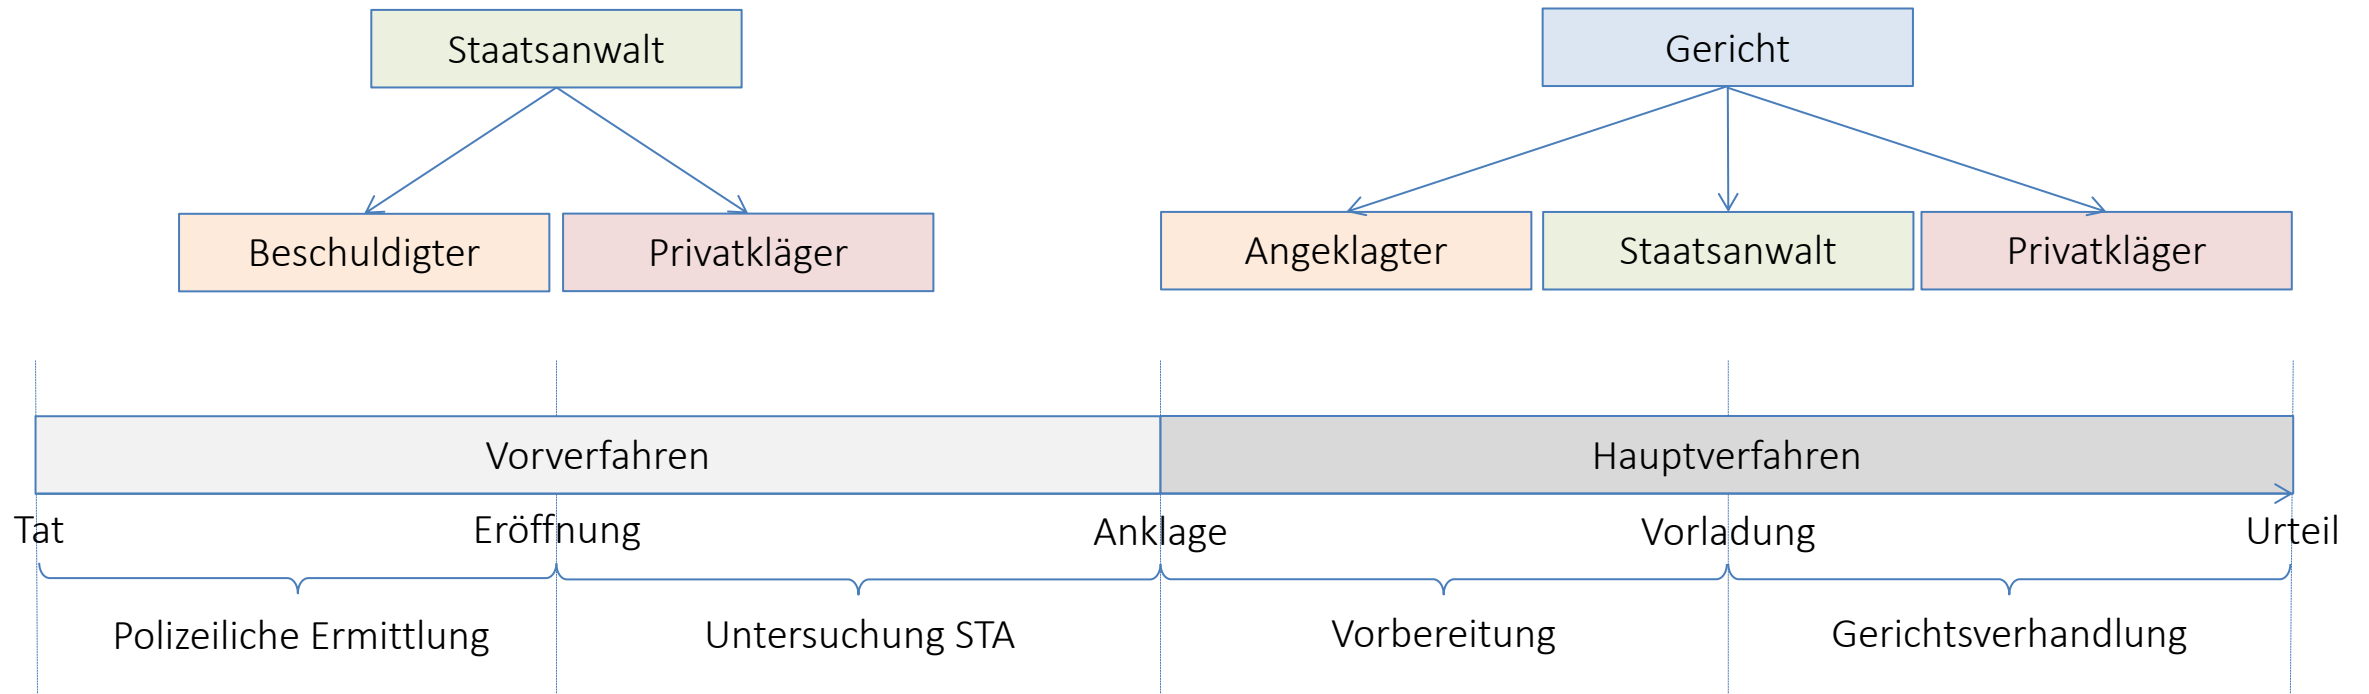 Staatsanwalt
Gericht
Beschuldigter
Privatkläger
Angeklagter
Staatsanwalt
Privatkläger
Vorverfahren
Hauptverfahren
Tat
Eröffnung
Anklage
Vorladung
Urteil
Polizeiliche Ermittlung
Untersuchung STA
Vorbereitung
Gerichtsverhandlung